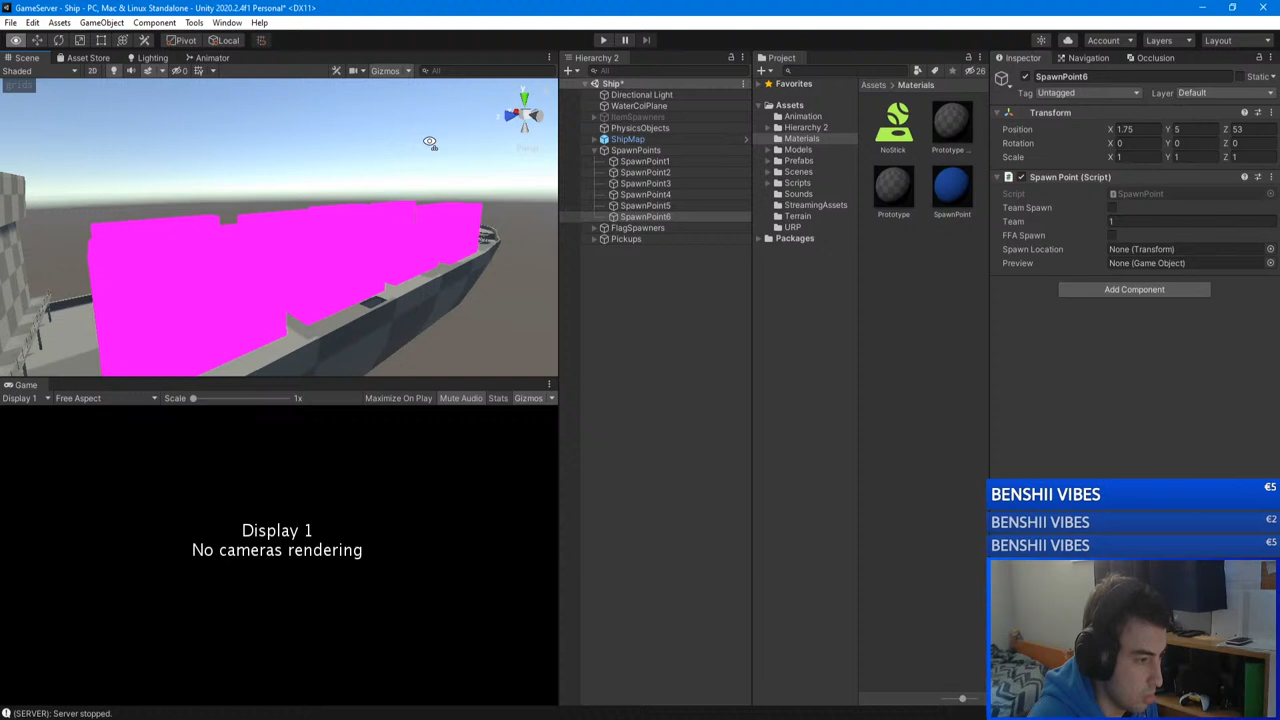 GameServer - Ship - PC, Mac & Linux Standalone - Unity 2020.2.4f1 Personal* <DX11>
File Edit Assets GameObject Component Tools Window Help
Pivot Local Account Layers Layout
Scene Asset Store Lighting Animator
Shaded 2D 0 Gizmos All
grids
y
z
Persp
Game
Display 1 Free Aspect Scale 1x Maximize On Play Mute Audio Stats Gizmos
Display 1
No cameras rendering
Hierarchy 2
All
Ship*
Directional Light
WaterColPlane
ItemSpawners
PhysicsObjects
ShipMap
SpawnPoints
SpawnPoint1
SpawnPoint2
SpawnPoint3
SpawnPoint4
SpawnPoint5
SpawnPoint6
FlagSpawners
Pickups
Project
26
Favorites
Assets
Animation
Hierarchy 2
Materials
Models
Prefabs
Scenes
Scripts
Sounds
StreamingAssets
Terrain
URP
Packages
Assets > Materials
NoStick
Prototype ...
Prototype
SpawnPoint
Inspector Navigation Occlusion
SpawnPoint6 Static
Tag Untagged Layer Default
Transform
Position X 1.75 Y 5 Z 53
Rotation X 0 Y 0 Z 0
Scale X 1 Y 1 Z 1
Spawn Point (Script)
Script SpawnPoint
Team Spawn
Team 1
FFA Spawn
Spawn Location None (Transform)
Preview None (Game Object)
Add Component
BENSHII VIBES €5
BENSHII VIBES €2
BENSHII VIBES €5
(SERVER): Server stopped.